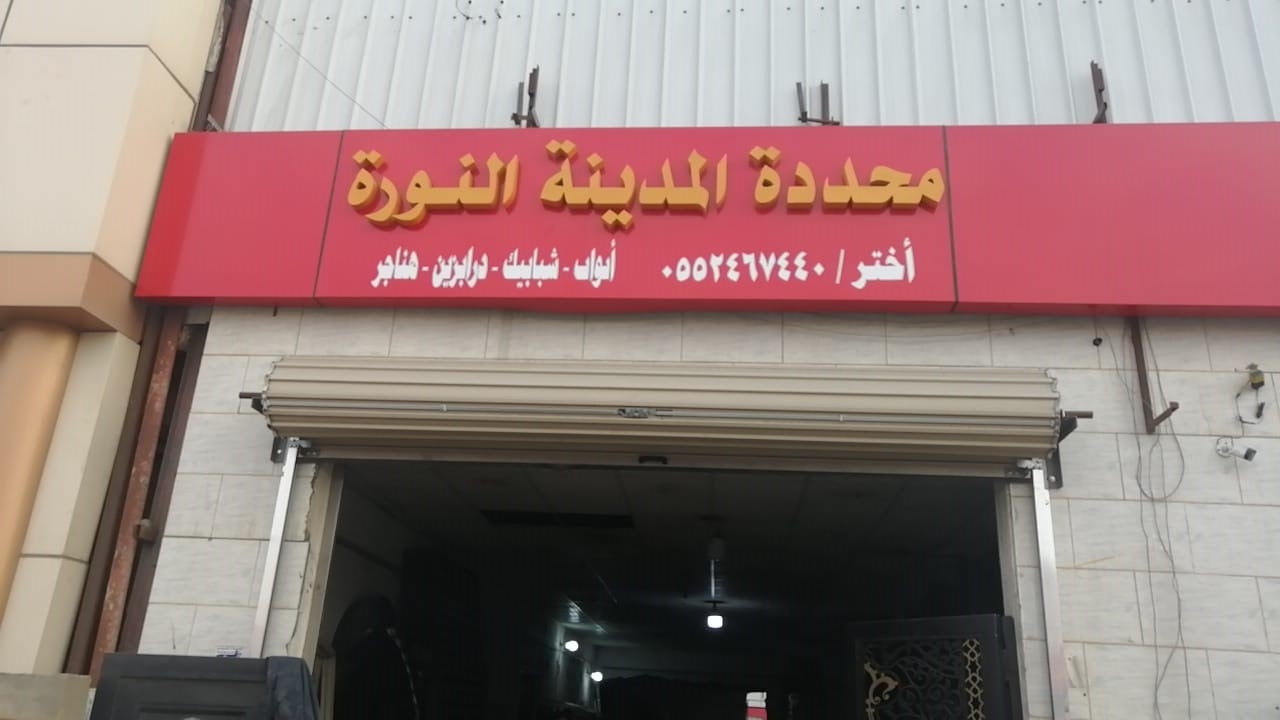 محددة المدينة النورة
أختر / ٠٥٥٢٤٦٧٤٤٠
أبواب - شبابيك - درابزين - هناجر